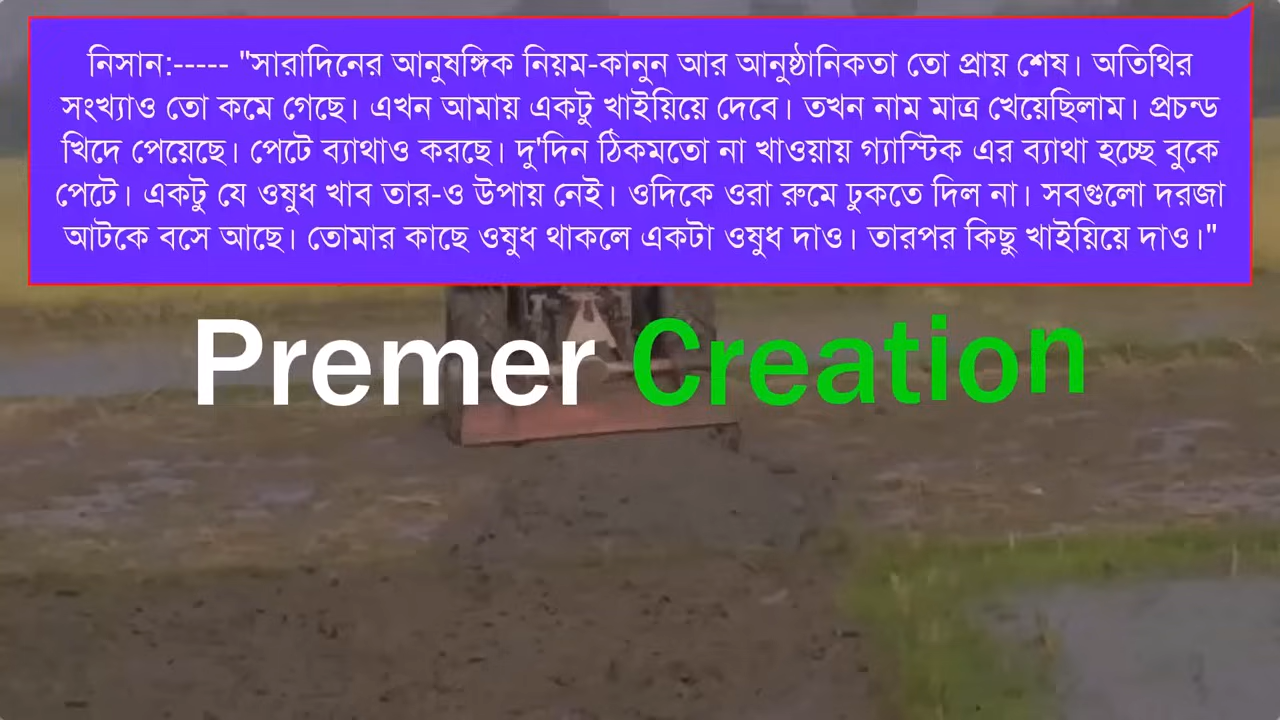 নিসান:----- "সারাদিনের আনুষঙ্গিক নিয়ম-কানুন আর আনুষ্ঠানিকতা তো প্রায় শেষ। অতিথির
সংখ্যাও তো কমে গেছে। এখন আমায় একটু খাইয়িয়ে দেবে। তখন নাম মাত্র খেয়েছিলাম। প্রচন্ড
খিদে পেয়েছে। পেটে ব্যাথাও করছে। দু'দিন ঠিকমতো না খাওয়ায় গ্যাস্টিক এর ব্যাথা হচ্ছে বুকে
পেটে। একটু যে ওষুধ খাব তার-ও উপায় নেই। ওদিকে ওরা রুমে ঢুকতে দিল না। সবগুলো দরজা
আটকে বসে আছে। তোমার কাছে ওষুধ থাকলে একটা ওষুধ দাও। তারপর কিছু খাইয়িয়ে দাও।"
Premer Creation